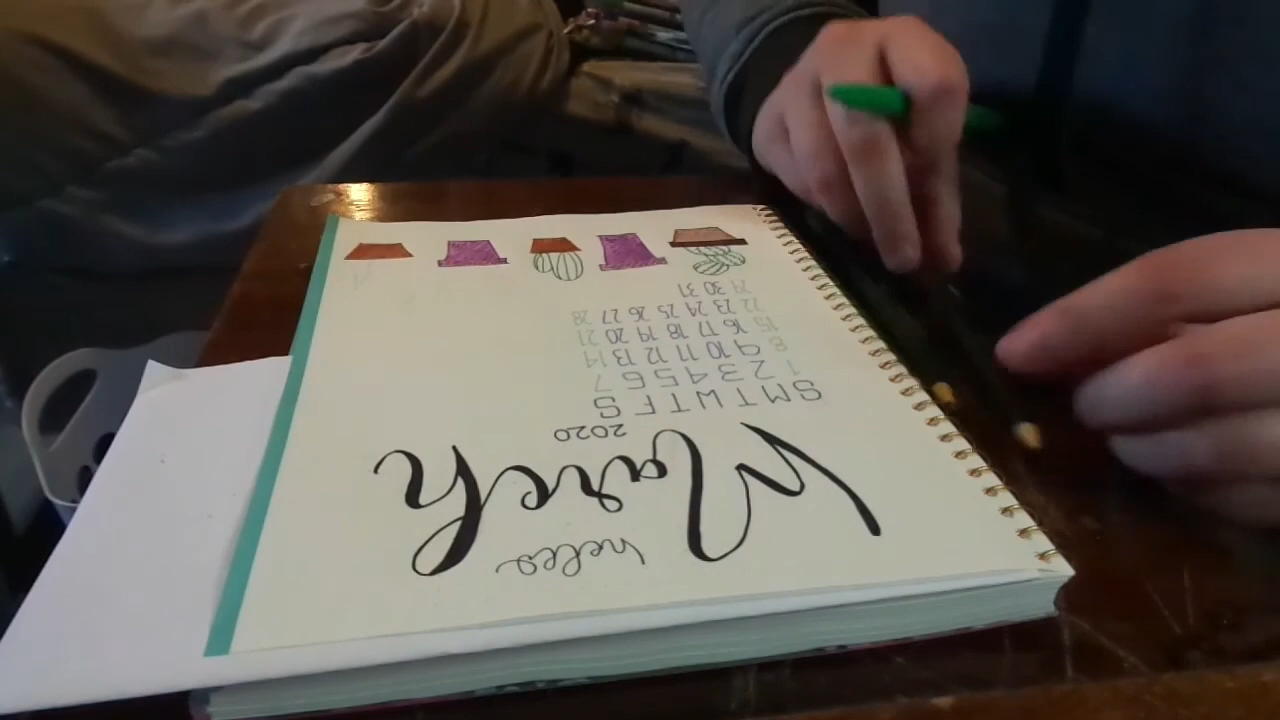 hello
March
2020
S M T W T F S
1 2 3 4 5 6 7
8 9 10 11 12 13 14
15 16 17 18 19 20 21
22 23 24 25 26 27 28
29 30 31